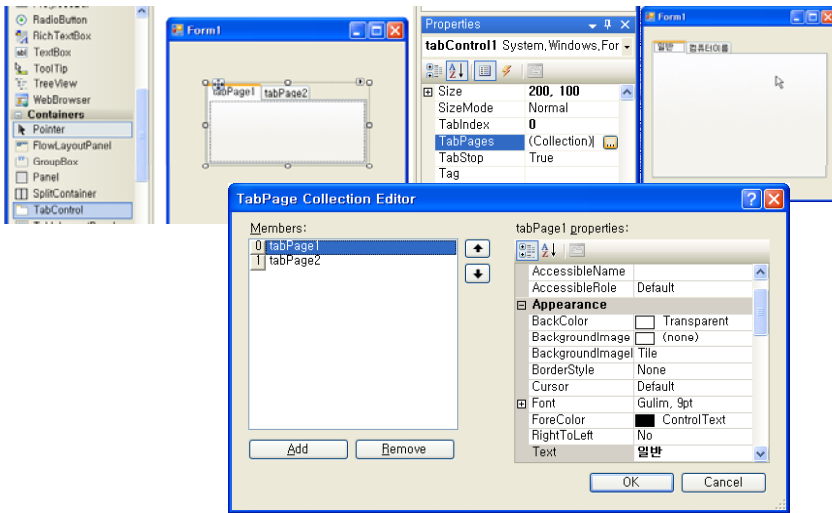 RadioButton
RichTextBox
TextBox
ToolTip
TreeView
WebBrowser
Containers
Pointer
FlowLayoutPanel
GroupBox
Panel
SplitContainer
TabControl
Form1
tabPage1 tabPage2
Properties
tabControl1 System,Windows,For
Size 200, 100
SizeMode Normal
TabIndex 0
TabPages (Collection)
TabStop True
Tag
Form1
일반 컴퓨터이름
TabPage Collection Editor
Members:
0 tabPage1
1 tabPage2
Add Remove
tabPage1 properties:
AccessibleName
AccessibleRole Default
Appearance
BackColor Transparent
BackgroundImage (none)
BackgroundImagel Tile
BorderStyle None
Cursor Default
Font Gulim, 9pt
ForeColor ControlText
RightToLeft No
Text 일반
OK Cancel